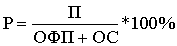 Р = П / (ОФП + ОС) *100%